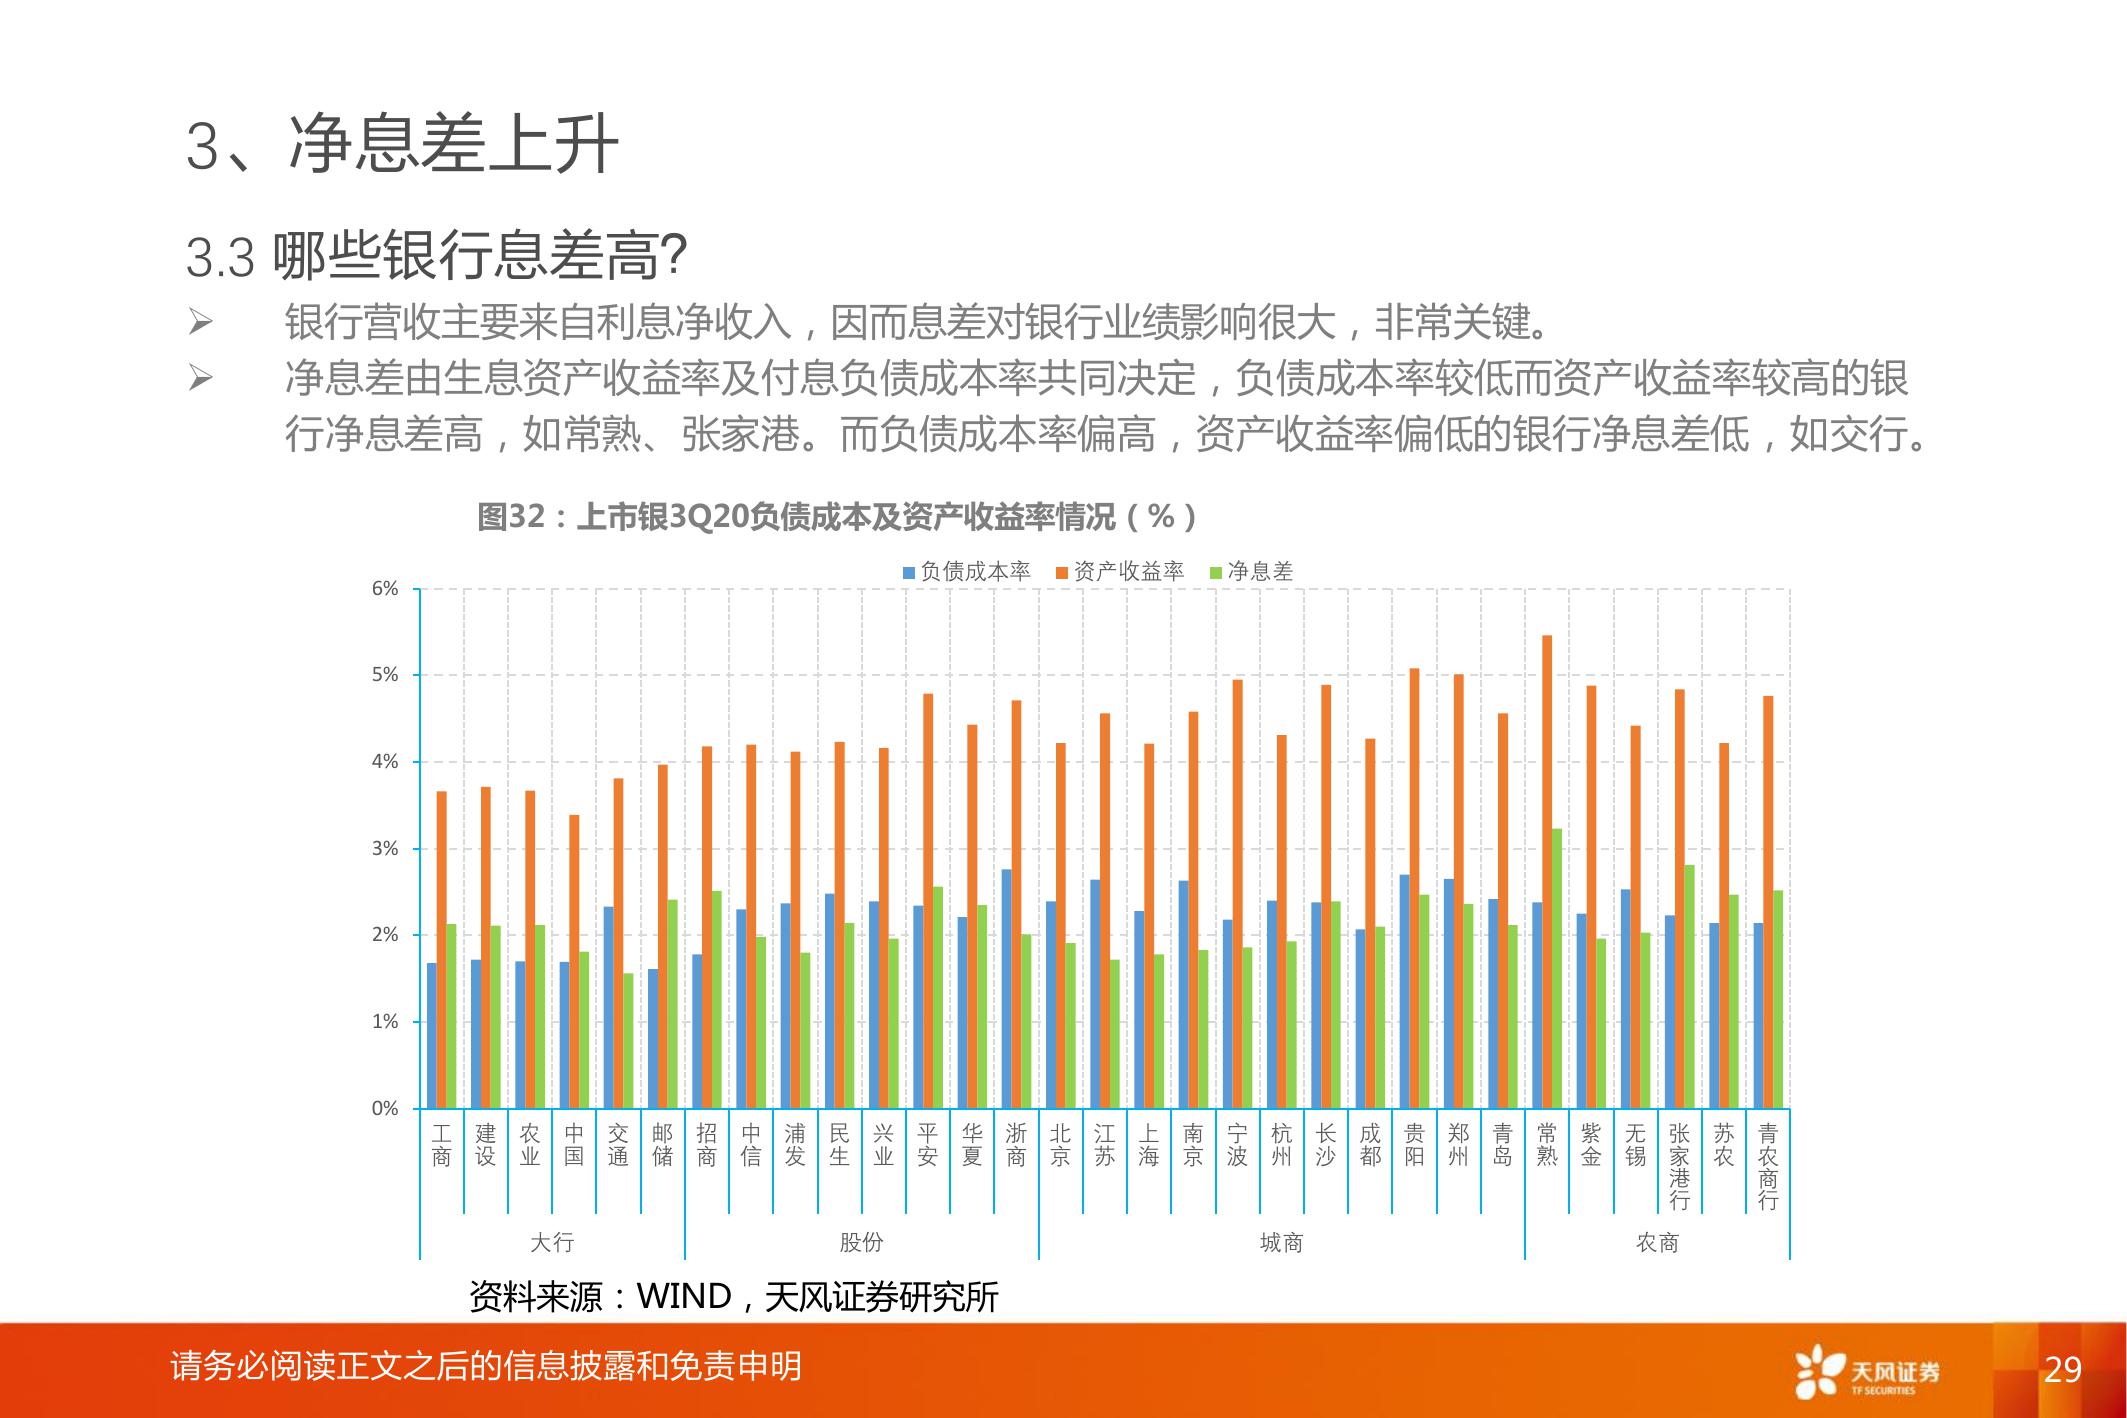 3、净息差上升
3.3 哪些银行息差高？
➢ 银行营收主要来自利息净收入，因而息差对银行业绩影响很大，非常关键。
➢ 净息差由生息资产收益率及付息负债成本率共同决定，负债成本率较低而资产收益率较高的银
行净息差高，如常熟、张家港。而负债成本率偏高，资产收益率偏低的银行净息差低，如交行。
图32：上市银3Q20负债成本及资产收益率情况（%）
负债成本率 资产收益率 净息差
6%
5%
4%
3%
2%
1%
0%
工商 建设 农业 中国 交通 邮储 招商 中信 浦发 民生 兴业 平安 华夏 浙商 北京 江苏 上海 南京 宁波 杭州 长沙 成都 贵阳 郑州 青岛 常熟 紫金 无锡 张家港行 苏农 青农商行
大行 股份 城商 农商
资料来源：WIND，天风证券研究所
请务必阅读正文之后的信息披露和免责申明
天风证券
TF SECURITIES
29